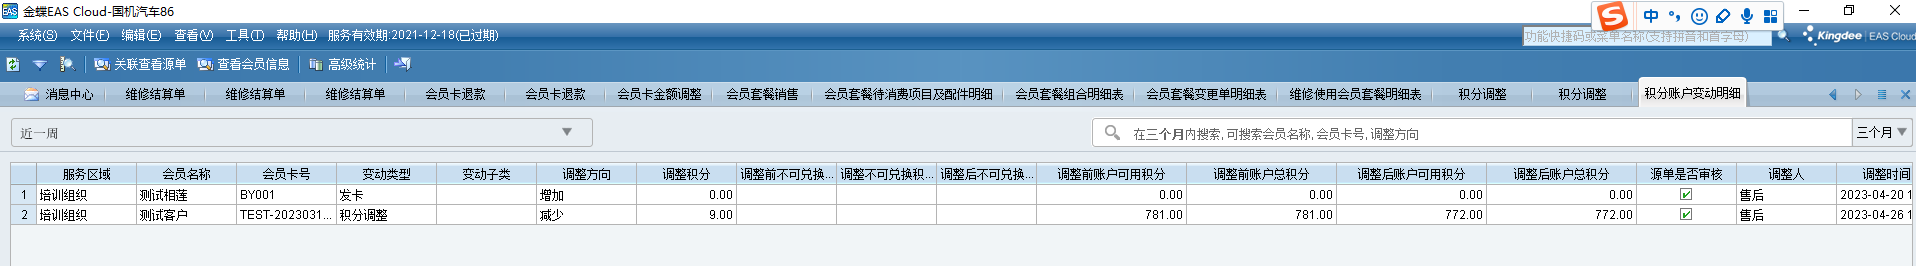 金蝶EAS Cloud-国机汽车86
中
系统(S) 文件(F) 编辑(E) 查看(V) 工具(T) 帮助(H) 服务有效期:2021-12-18(已过期)
功能快捷码或菜单名称(支持拼音和首字母)
Kingdee | EAS Cloud
关联查看源单 查看会员信息 高级统计
消息中心 维修结算单 维修结算单 维修结算单 会员卡退款 会员卡退款 会员卡金额调整 会员套餐销售 会员套餐待消费项目及配件明细 会员套餐组合明细表 会员套餐变更单明细表 维修使用会员套餐明细表 积分调整 积分调整 积分账户变动明细
近一周 在三个月内搜索,可搜索会员名称,会员卡号,调整方向 三个月
服务区域 会员名称 会员卡号 变动类型 变动子类 调整方向 调整积分 调整前不可兑换... 调整不可兑换积... 调整后不可兑换... 调整前账户可用积分 调整前账户总积分 调整后账户可用积分 调整后账户总积分 源单是否审核 调整人 调整时间
1 培训组织 测试相莲 BY001 发卡 增加 0.00 0.00 0.00 0.00 0.00 售后 2023-04-20 1
2 培训组织 测试客户 TEST-2023031... 积分调整 减少 9.00 781.00 781.00 772.00 772.00 售后 2023-04-26 1